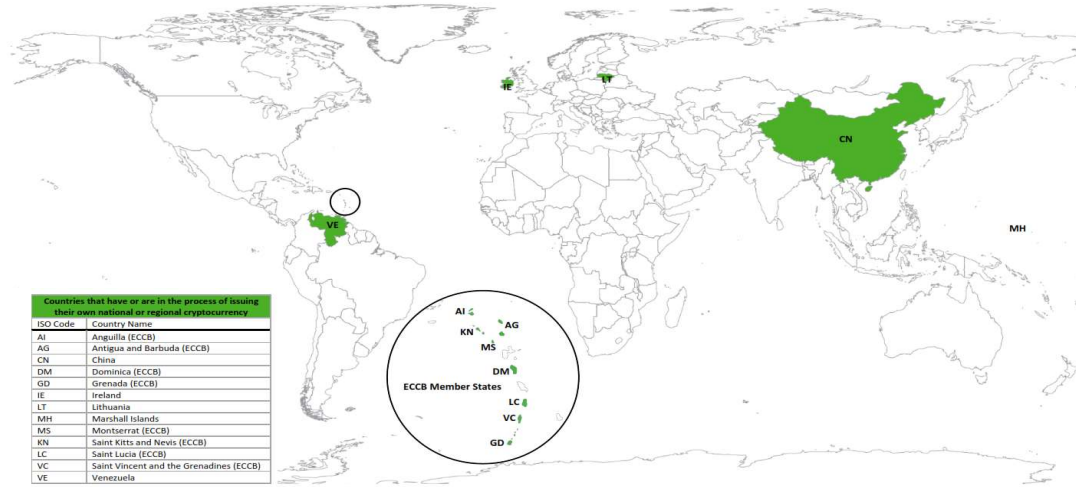 LT
IE
CN
VE
MH
Countries that have or are in the process of issuing
their own national or regional cryptocurrency
ISO Code Country Name
AI Anguilla (ECCB)
AG Antigua and Barbuda (ECCB)
CN China
DM Dominica (ECCB)
GD Grenada (ECCB)
IE Ireland
LT Lithuania
MH Marshall Islands
MS Montserrat (ECCB)
KN Saint Kitts and Nevis (ECCB)
LC Saint Lucia (ECCB)
VC Saint Vincent and the Grenadines (ECCB)
VE Venezuela
AI
AG
KN
MS
DM
ECCB Member States
LC
VC
GD